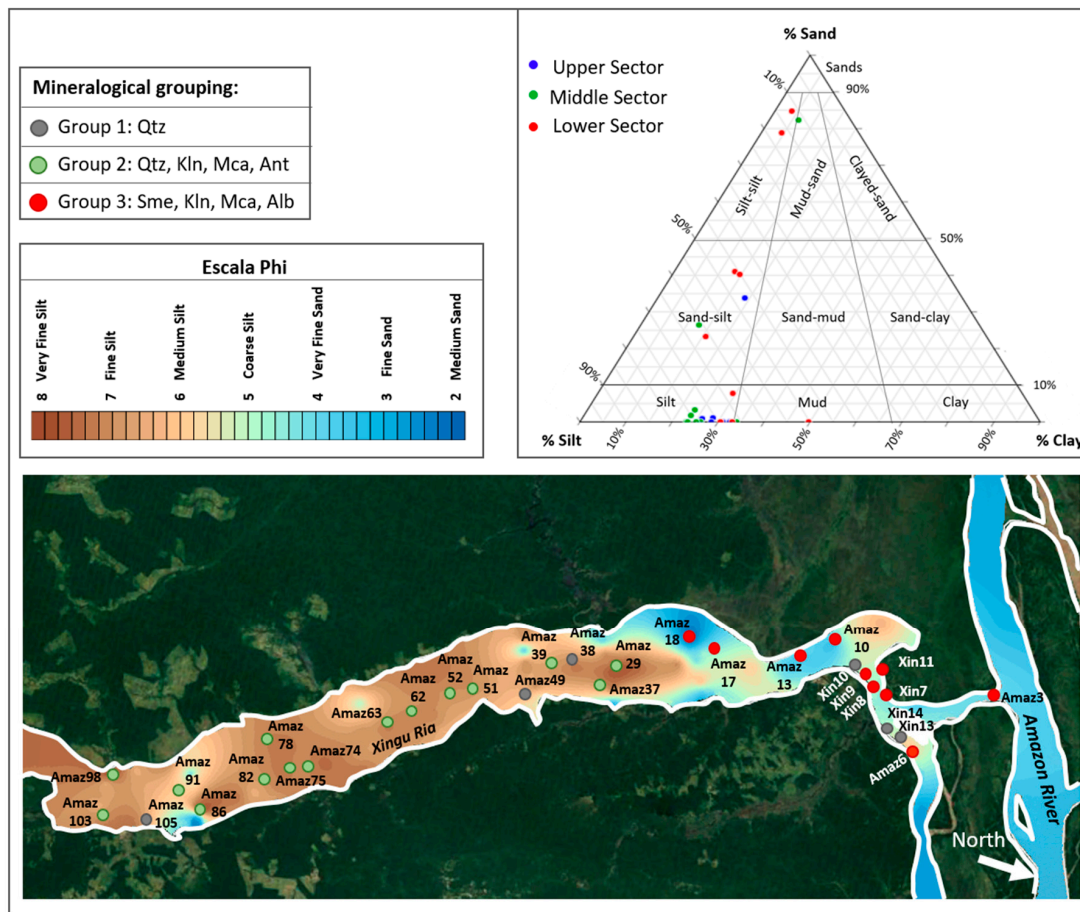 Mineralogical grouping:
Group 1: Qtz
Group 2: Qtz, Kln, Mca, Ant
Group 3: Sme, Kln, Mca, Alb
Escala Phi
Very Fine Silt
Fine Silt
Medium Silt
Coarse Silt
Very Fine Sand
Fine Sand
Medium Sand
8 7 6 5 4 3 2
Upper Sector
Middle Sector
Lower Sector
% Sand
Sands
10%
90%
Silt-silt
Mud-sand
Clayed-sand
50%
50%
Sand-silt
Sand-mud
Sand-clay
90%
10%
Silt
Mud
Clay
% Silt
% Clay
10%
30%
50%
70%
90%
Amaz
18
Amaz
10
Amaz
38
Amaz
39
Amaz
29
Amaz
52
Amaz
51
Amaz
17
Amaz
13
Xin11
Amaz
62
Amaz49
Amaz37
Xin10
Xin9
Xin8
Xin7
Amaz3
Amaz63
Xingu Ria
Xin14
Xin13
Amaz
78
Amaz74
Amaz
82
Amaz75
Amaz6
Amazon River
Amaz98
Amaz
91
Amaz
86
Amaz
103
Amaz
105
North